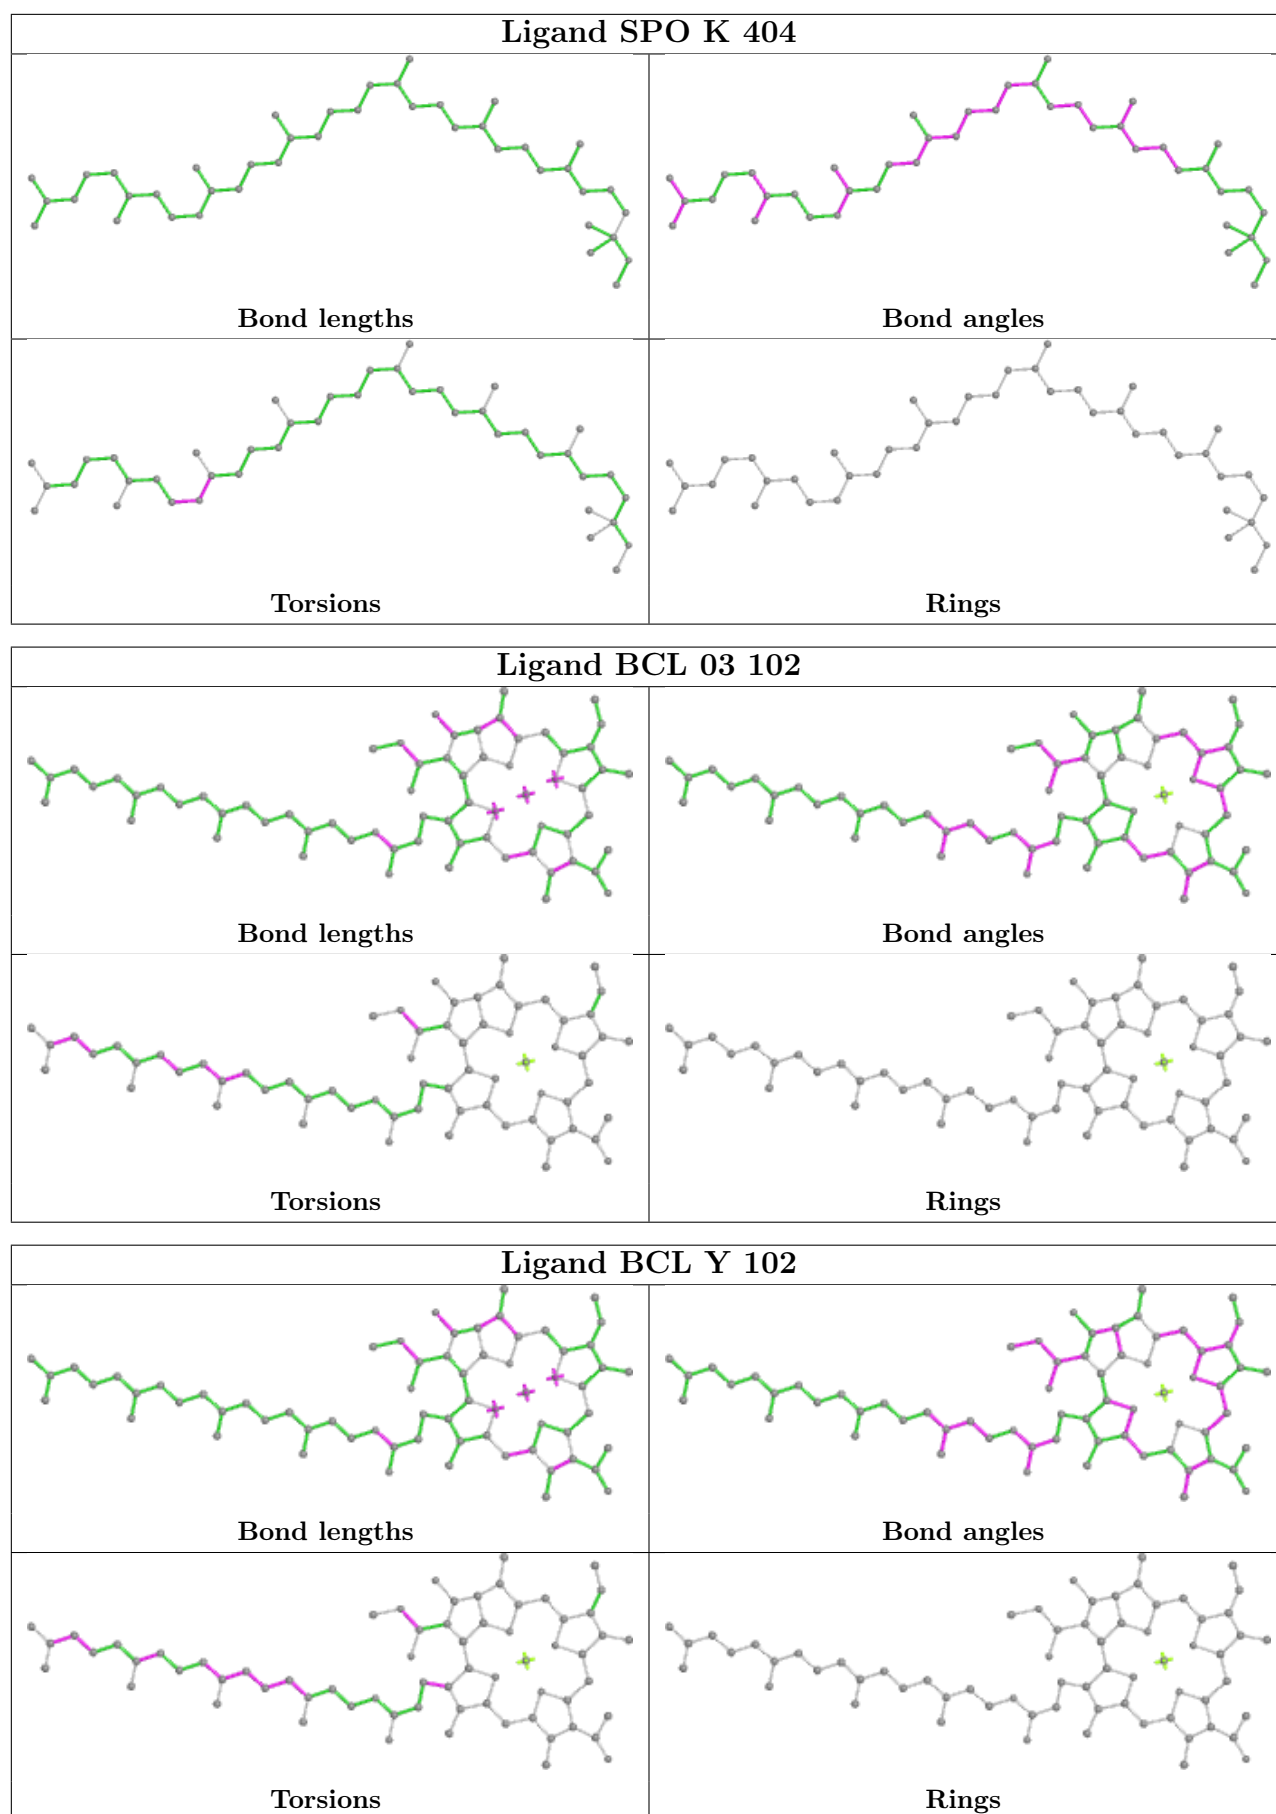 Ligand SPO K 404
Bond lengths
Bond angles
Torsions
Rings
Ligand BCL 03 102
Bond lengths
Bond angles
Torsions
Rings
Ligand BCL Y 102
Bond lengths
Bond angles
Torsions
Rings